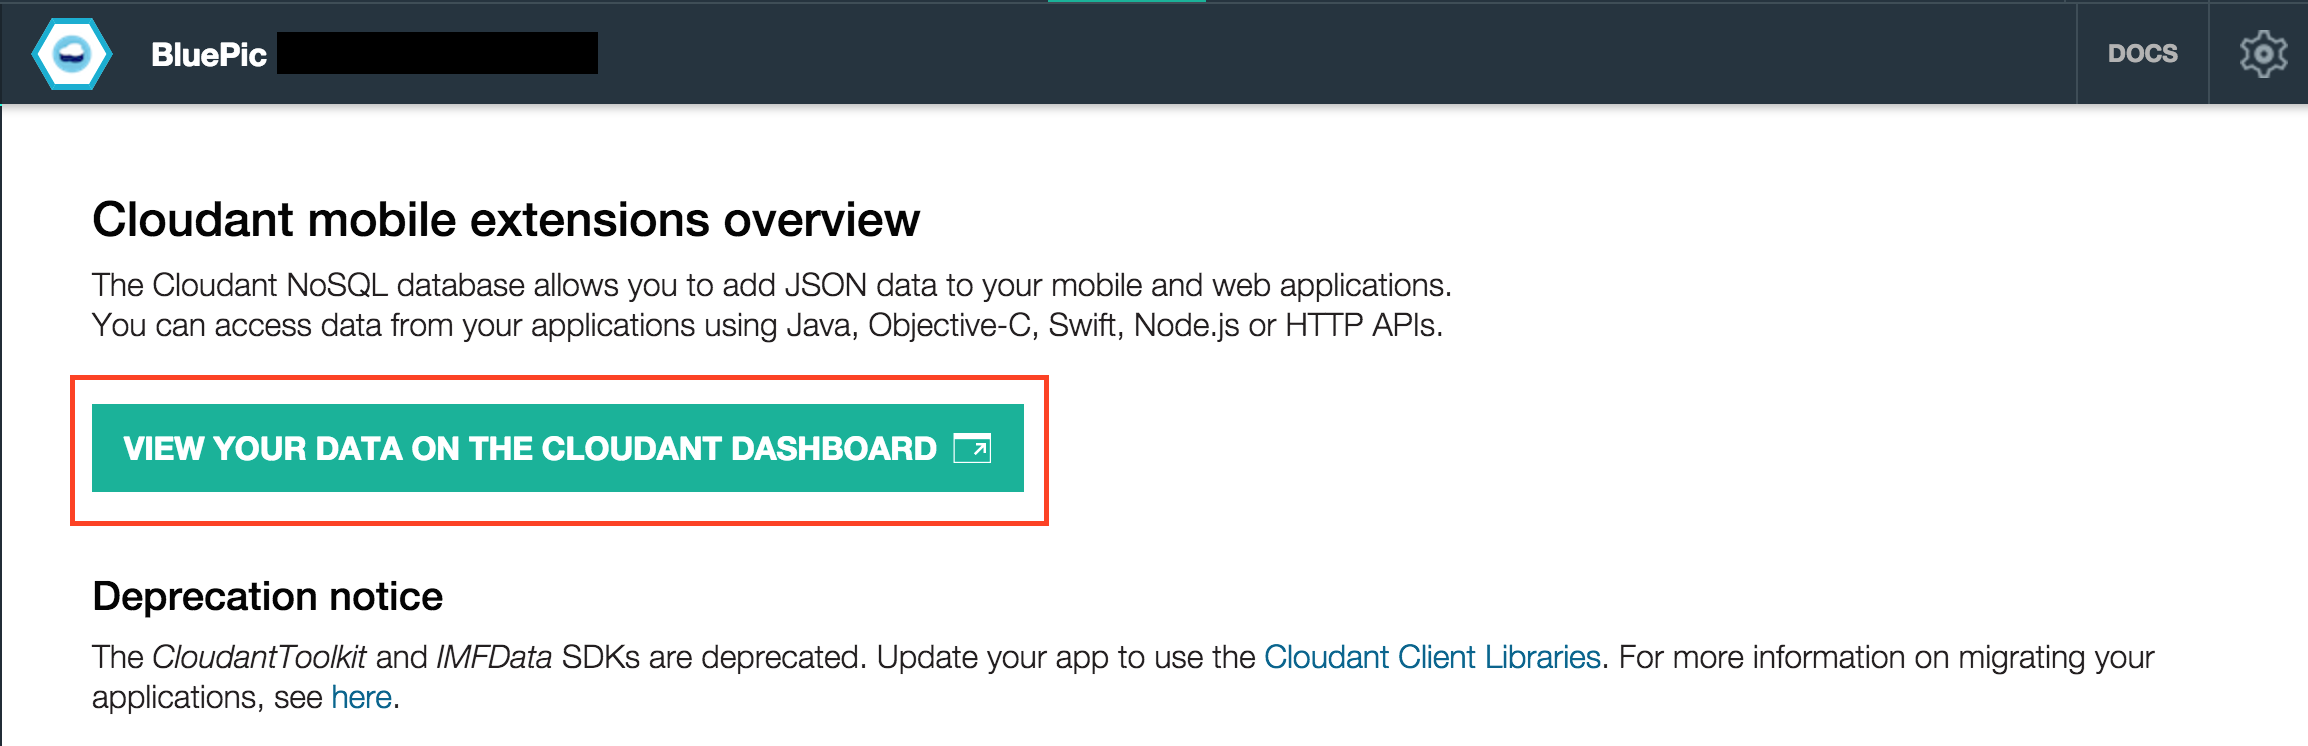 BluePic
DOCS
Cloudant mobile extensions overview
The Cloudant NoSQL database allows you to add JSON data to your mobile and web applications.
You can access data from your applications using Java, Objective-C, Swift, Node.js or HTTP APIs.
VIEW YOUR DATA ON THE CLOUDANT DASHBOARD
Deprecation notice
The CloudantToolkit and IMFData SDKs are deprecated. Update your app to use the Cloudant Client Libraries. For more information on migrating your
applications, see here.